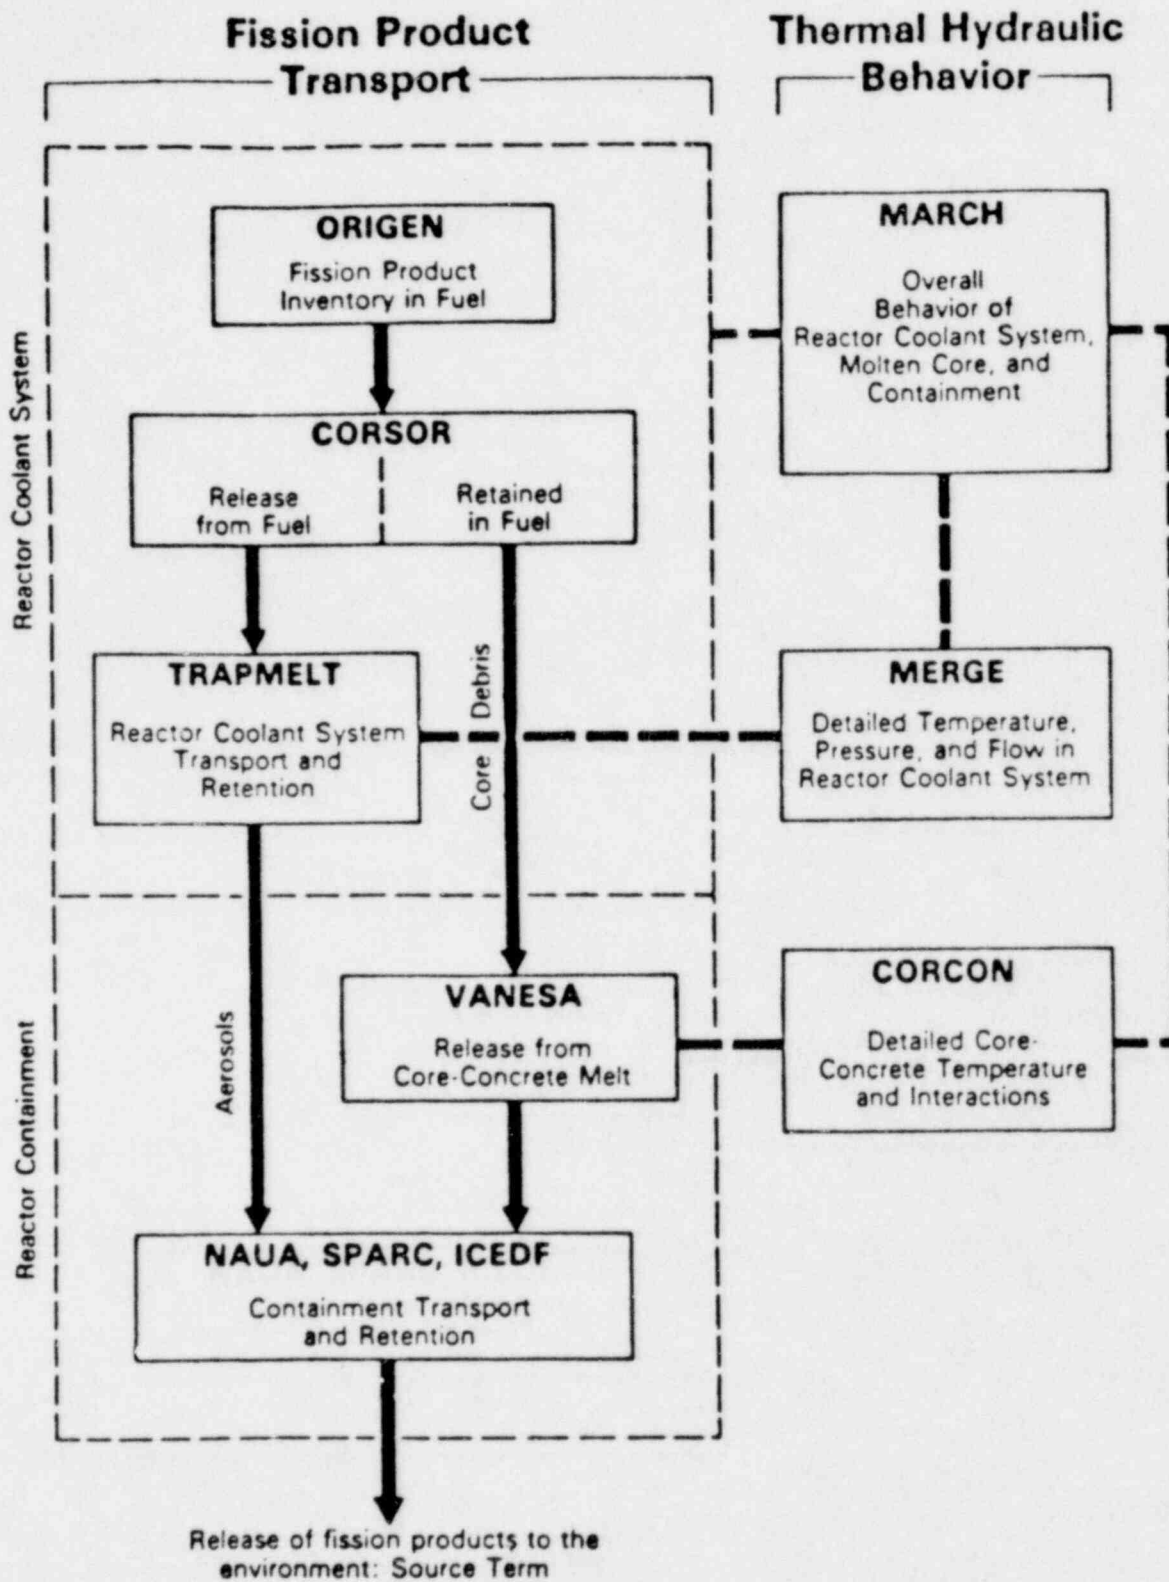 Fission Product
Transport
Thermal Hydraulic
Behavior
Reactor Coolant System
ORIGEN
Fission Product
Inventory in Fuel
CORSOR
Release
from Fuel
Retained
in Fuel
TRAPMELT
Reactor Coolant System
Transport and
Retention
Core Debris
MARCH
Overall
Behavior of
Reactor Coolant System,
Molten Core, and
Containment
MERGE
Detailed Temperature,
Pressure, and Flow in
Reactor Coolant System
Reactor Containment
Aerosols
VANESA
Release from
Core-Concrete Melt
CORCON
Detailed Core-
Concrete Temperature
and Interactions
NAUA, SPARC, ICEDF
Containment Transport
and Retention
Release of fission products to the
environment: Source Term